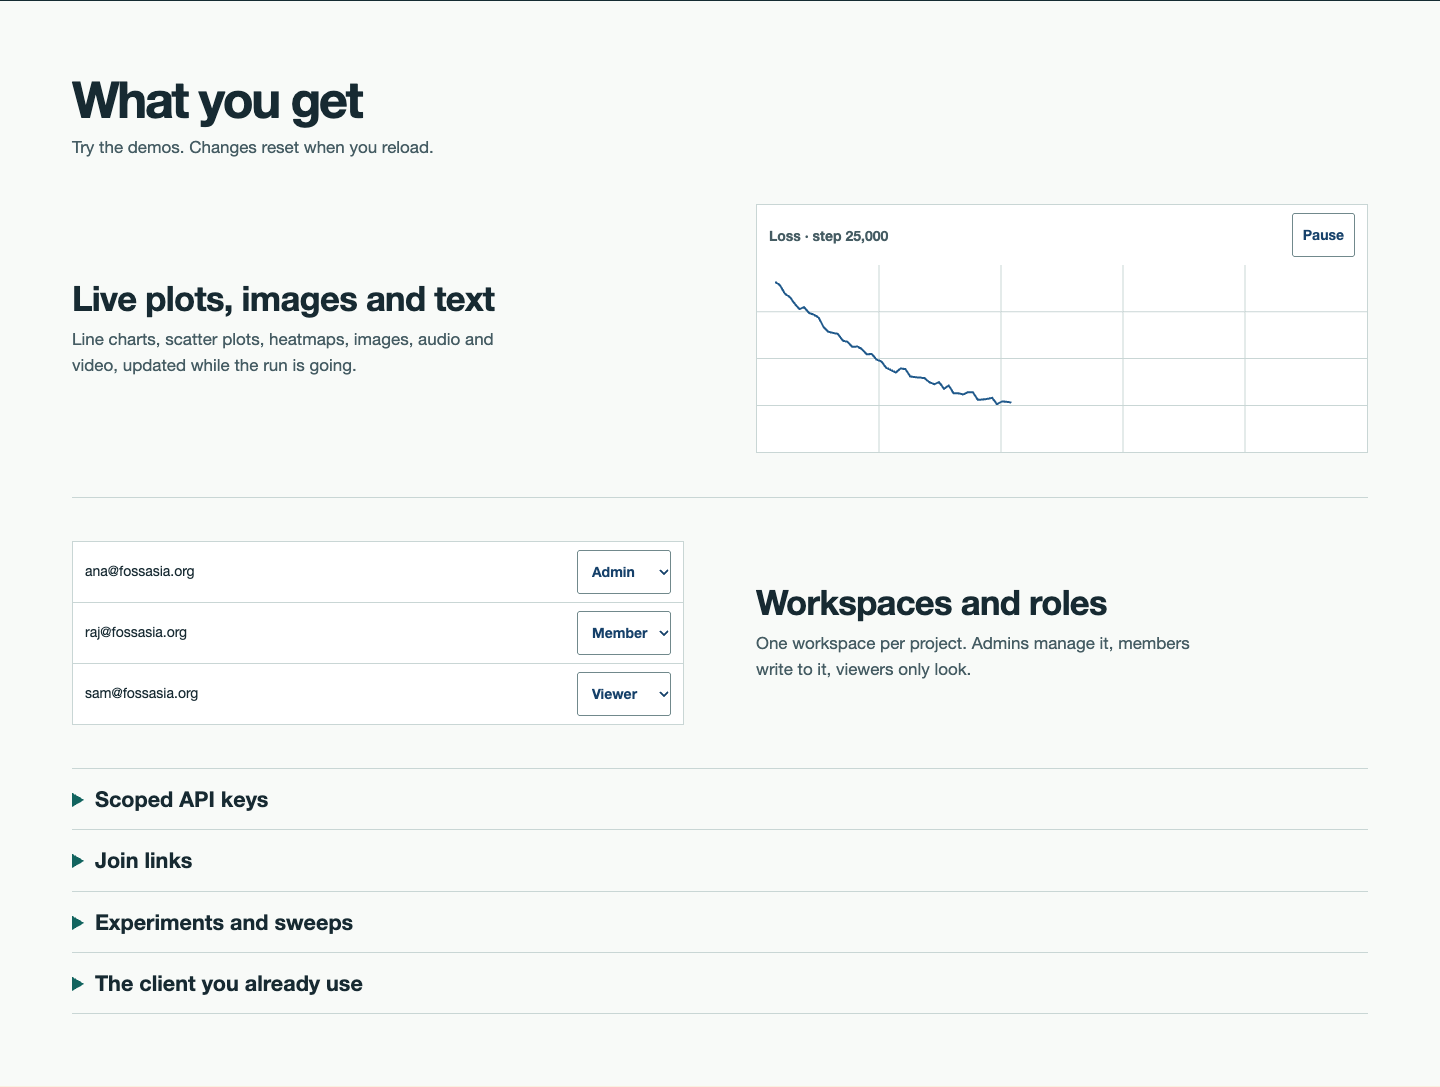 What you get
Try the demos. Changes reset when you reload.
Live plots, images and text
Line charts, scatter plots, heatmaps, images, audio and
video, updated while the run is going.
Loss · step 25,000
Pause
ana@fossasia.org
Admin
raj@fossasia.org
Member
sam@fossasia.org
Viewer
Workspaces and roles
One workspace per project. Admins manage it, members
write to it, viewers only look.
Scoped API keys
Join links
Experiments and sweeps
The client you already use